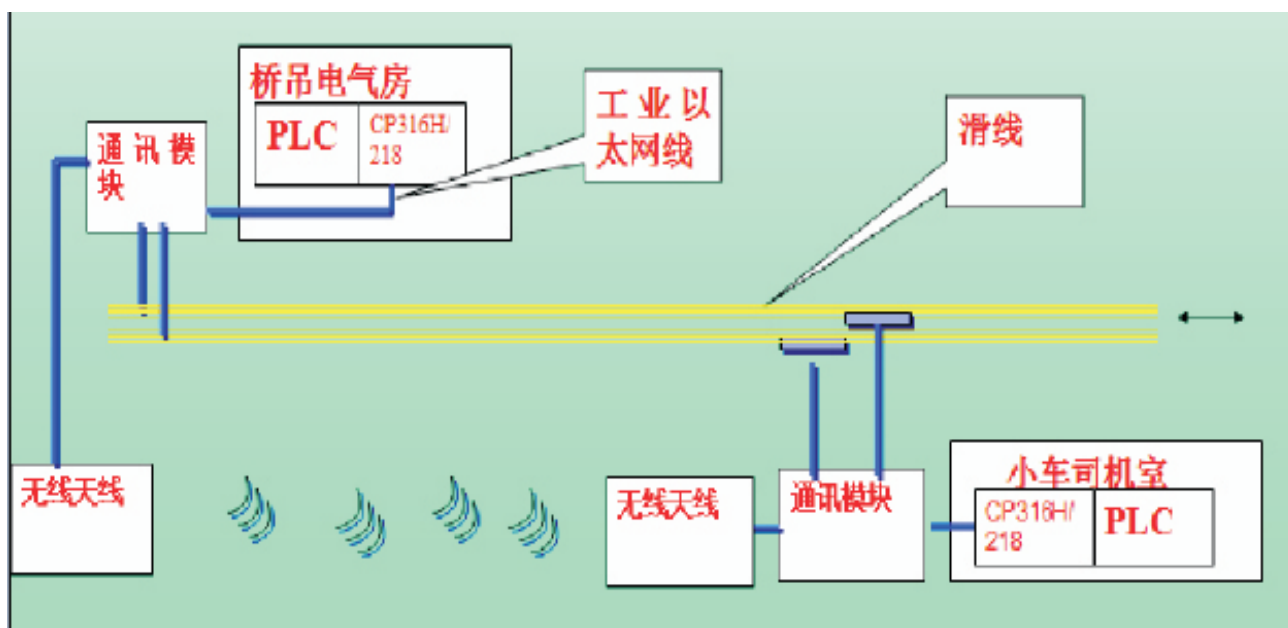 桥吊电气房
PLC
CP316H/
218
通讯模
块
工业以
太网线
滑线
无线天线
无线天线
通讯模块
小车司机室
CP316H/
218
PLC